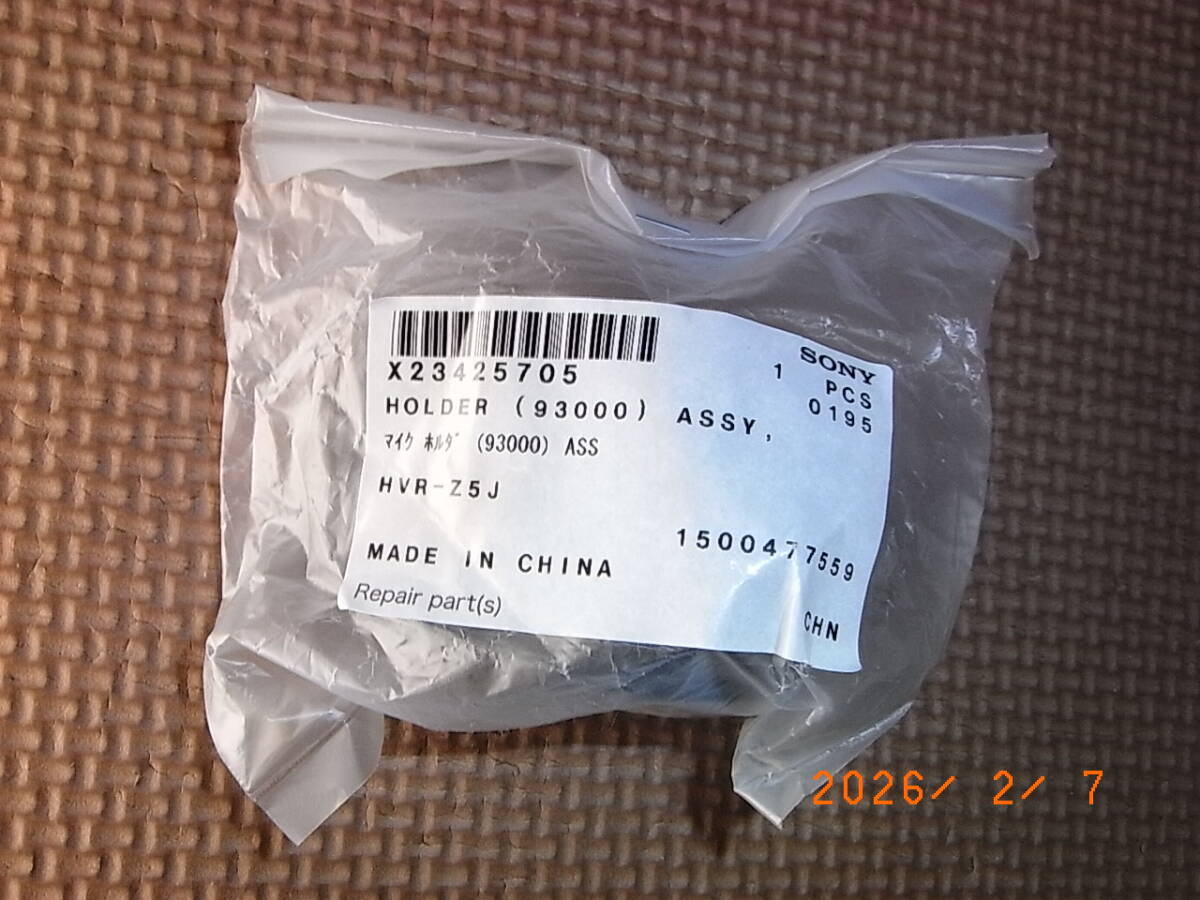 SONY
X23425705
1 PCS
HOLDER (93000) ASSY,
0195
ﾏｲｸ ﾎﾙﾀﾞ (93000) ASS
HVR-Z5J
1500477559
MADE IN CHINA
Repair part(s)
CHN
2026/ 2/ 7